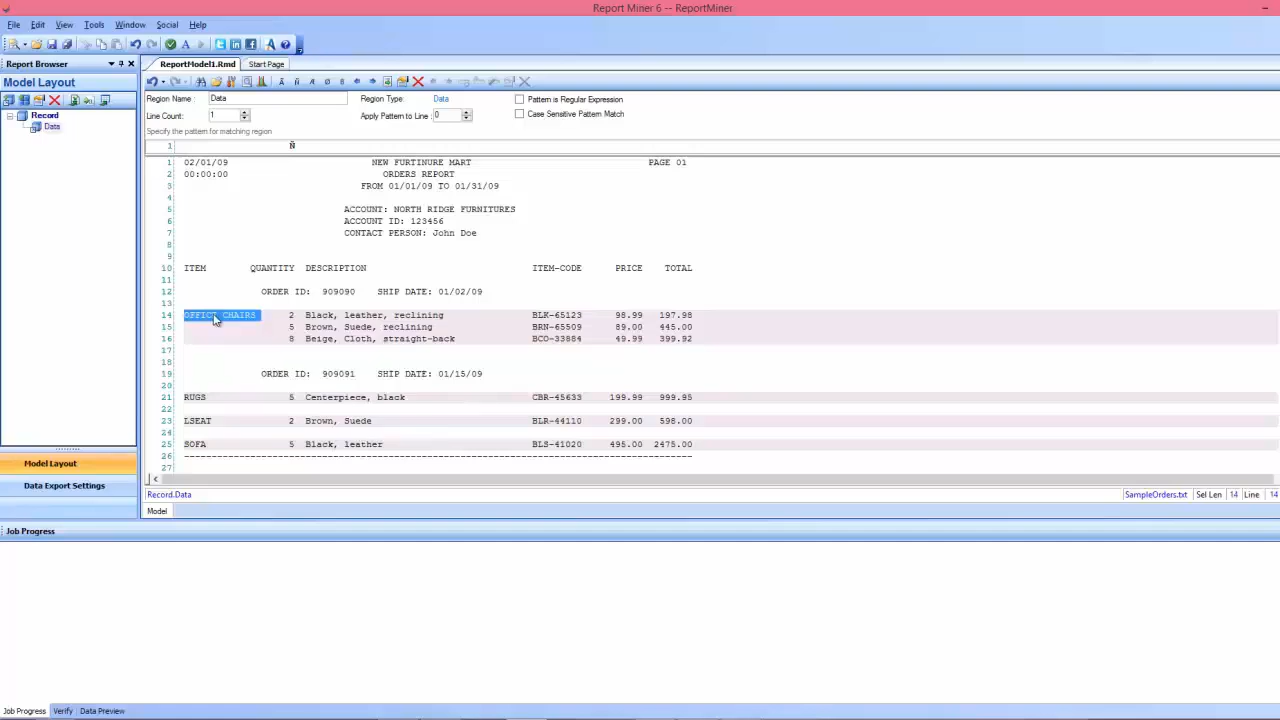 Report Miner 6 -- ReportMiner
File Edit View Tools Window Social Help
Report Browser
ReportModel1.Rmd Start Page
Model Layout
Region Name : Data Region Type: Data Pattern is Regular Expression
Line Count: 1 Apply Pattern to Line : 0 Case Sensitive Pattern Match
Specify the pattern for matching region
Record
Data
1 Ñ
1 02/01/09 NEW FURTINURE MART PAGE 01
2 00:00:00 ORDERS REPORT
3 FROM 01/01/09 TO 01/31/09
4
5 ACCOUNT: NORTH RIDGE FURNITURES
6 ACCOUNT ID: 123456
7 CONTACT PERSON: John Doe
8
9
10 ITEM QUANTITY DESCRIPTION ITEM-CODE PRICE TOTAL
11
12 ORDER ID: 909090 SHIP DATE: 01/02/09
13
14 OFFICE CHAIRS 2 Black, leather, reclining BLK-65123 98.99 197.98
15 5 Brown, Suede, reclining BRN-65509 89.00 445.00
16 8 Beige, Cloth, straight-back BCO-33884 49.99 399.92
17
18
19 ORDER ID: 909091 SHIP DATE: 01/15/09
20
21 RUGS 5 Centerpiece, black CBR-45633 199.99 999.95
22
23 LSEAT 2 Brown, Suede BLR-44110 299.00 598.00
24
25 SOFA 5 Black, leather BLS-41020 495.00 2475.00
26 --------------------------------------------------------------------------------------------
27
Model Layout
Data Export Settings
Record.Data SampleOrders.txt Sel Len 14 Line 14
Model
Job Progress
Job Progress Verify Data Preview